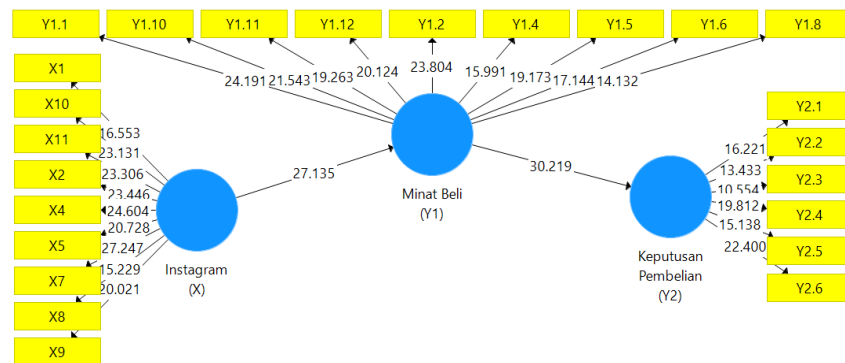 Y1.1 Y1.10 Y1.11 Y1.12 Y1.2 Y1.4 Y1.5 Y1.6 Y1.8
24.191 21.543 19.263 20.124 23.804 15.991 19.173 17.144 14.132
X1
X10
X11
X2
X4
X5
X7
X8
X9
16.553
23.131
23.306
23.446
24.604
20.728
27.247
15.229
20.021
Instagram
(X)
27.135
Minat Beli
(Y1)
30.219
Keputusan
Pembelian
(Y2)
16.221
13.433
10.554
19.812
15.138
22.400
Y2.1
Y2.2
Y2.3
Y2.4
Y2.5
Y2.6